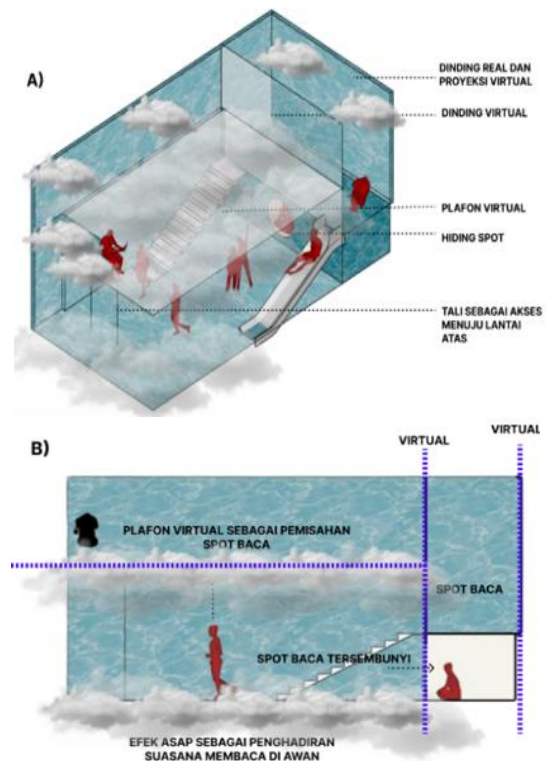 A)
DINDING REAL DAN
PROYEKSI VIRTUAL
DINDING VIRTUAL
PLAFON VIRTUAL
HIDING SPOT
TALI SEBAGAI AKSES
MENUJU LANTAI
ATAS
B)
VIRTUAL
VIRTUAL
PLAFON VIRTUAL SEBAGAI PEMISAHAN
SPOT BACA
SPOT BACA
SPOT BACA TERSEMBUNYI
EFEK ASAP SEBAGAI PENGHADIRAN
SUASANA MEMBACA DI AWAN